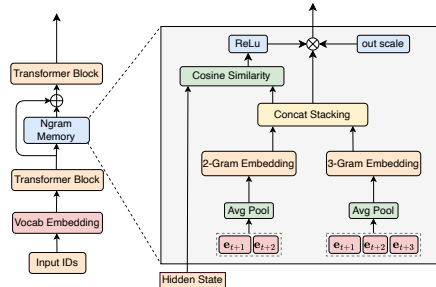 Transformer Block
Ngram
Memory
Transformer Block
Vocab Embedding
Input IDs
ReLu
out scale
Cosine Similarity
Concat Stacking
2-Gram Embedding
3-Gram Embedding
Avg Pool
Avg Pool
e_{t+1} e_{t+2}
e_{t+1} e_{t+2} e_{t+3}
Hidden State